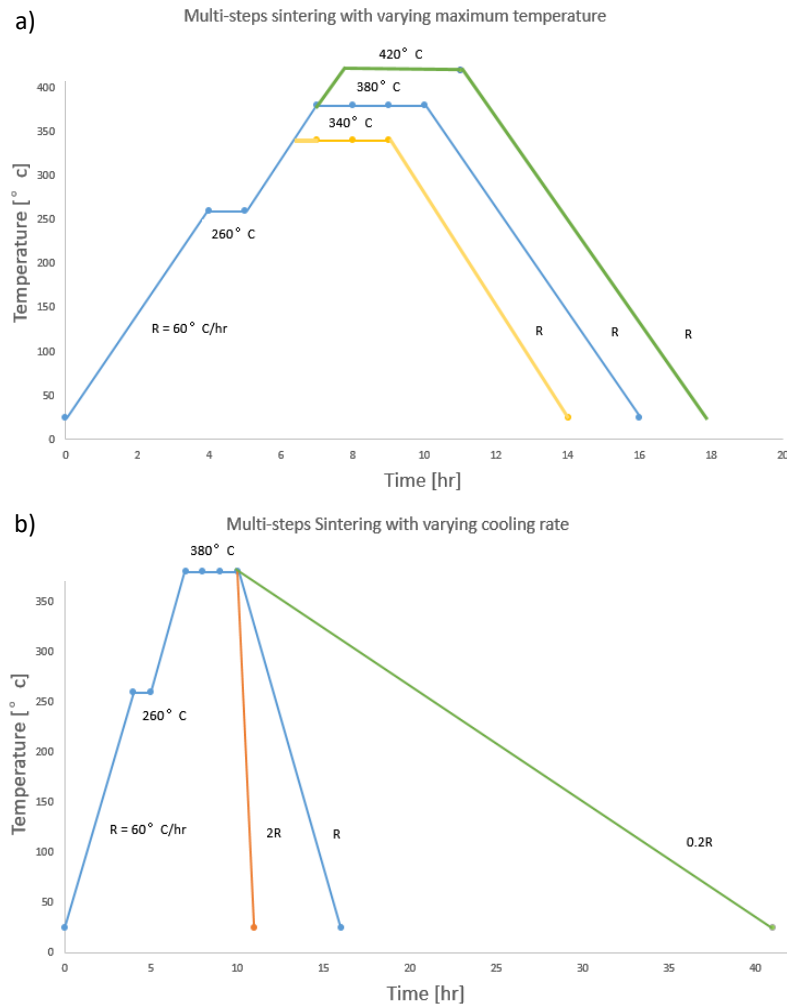 a)
Multi-steps sintering with varying maximum temperature
420° C
400
380° C
350
340° C
300
250
260° C
200
Temperature [° c]
150
R = 60° C/hr
R
R
R
100
50
0
0 2 4 6 8 10 12 14 16 18 20
Time [hr]
b)
Multi-steps Sintering with varying cooling rate
380° C
350
300
250
260° C
200
Temperature [° c]
150
R = 60° C/hr
2R
R
0.2R
100
50
0
0 5 10 15 20 25 30 35 40
Time [hr]